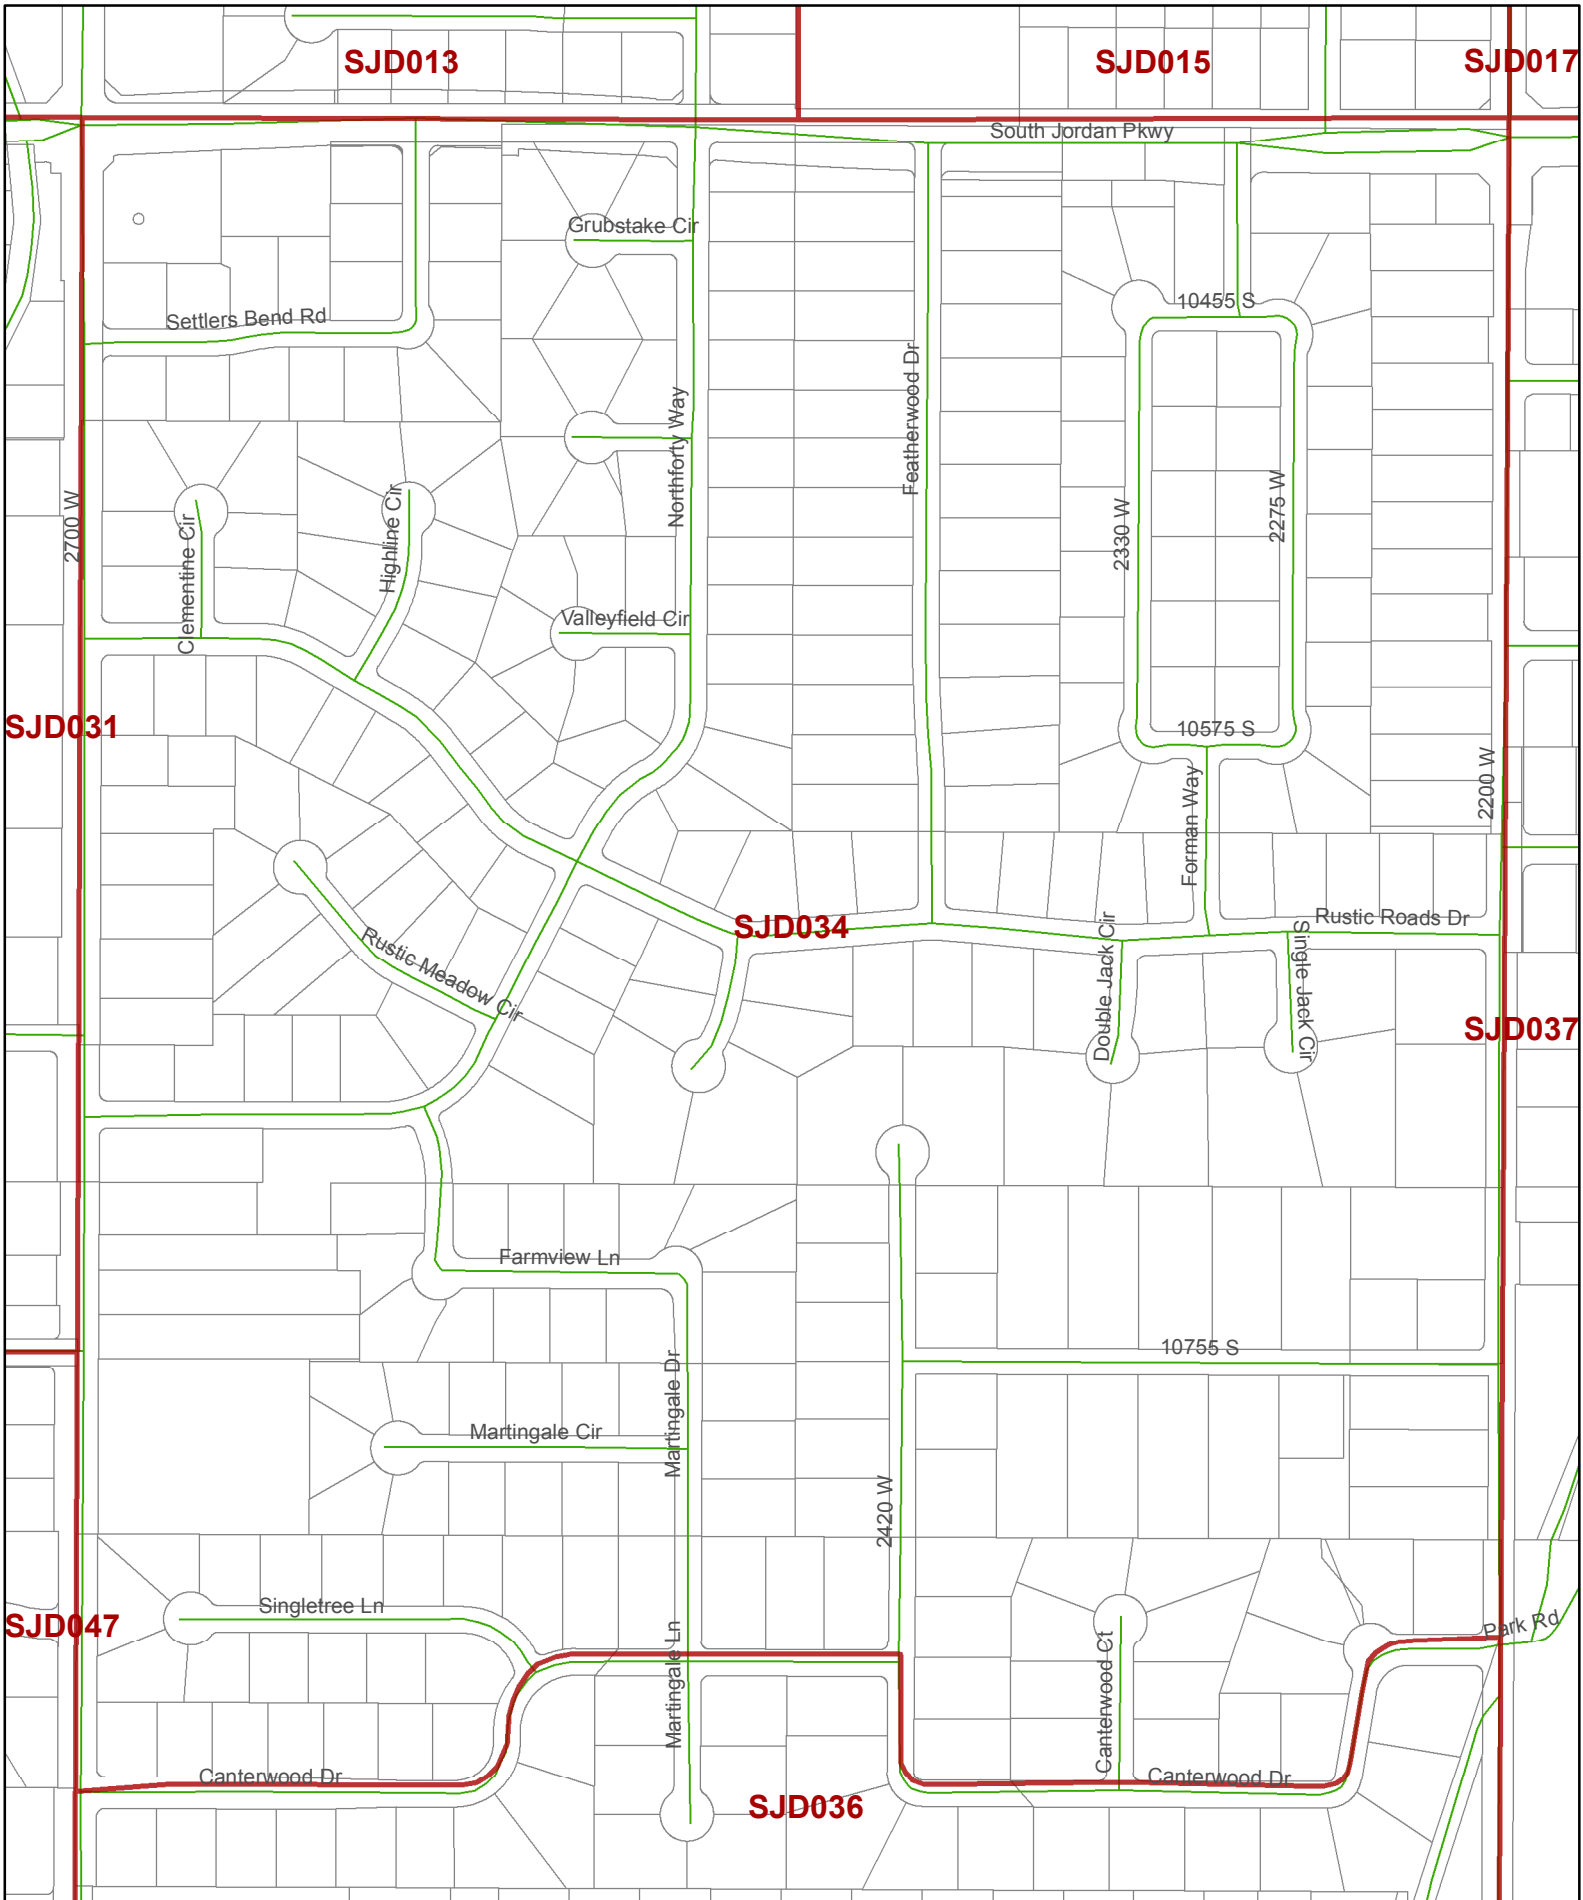 SJD013
SJD015
SJD017
South Jordan Pkwy
Grubstake Cir
10455 S
Settlers Bend Rd
Featherwood Dr
Northforty Way
2700 W
Clementine Cir
Highline Cir
2330 W
2275 W
Valleyfield Cir
SJD031
10575 S
2200 W
Forman Way
SJD034
Rustic Roads Dr
Rustic Meadow Cir
Double Jack Cir
Single Jack Cir
SJD037
Farmview Ln
10755 S
Martingale Dr
Martingale Cir
2420 W
Singletree Ln
SJD047
Martingale Ln
Canterwood Ct
Park Rd
Canterwood Dr
Canterwood Dr
SJD036